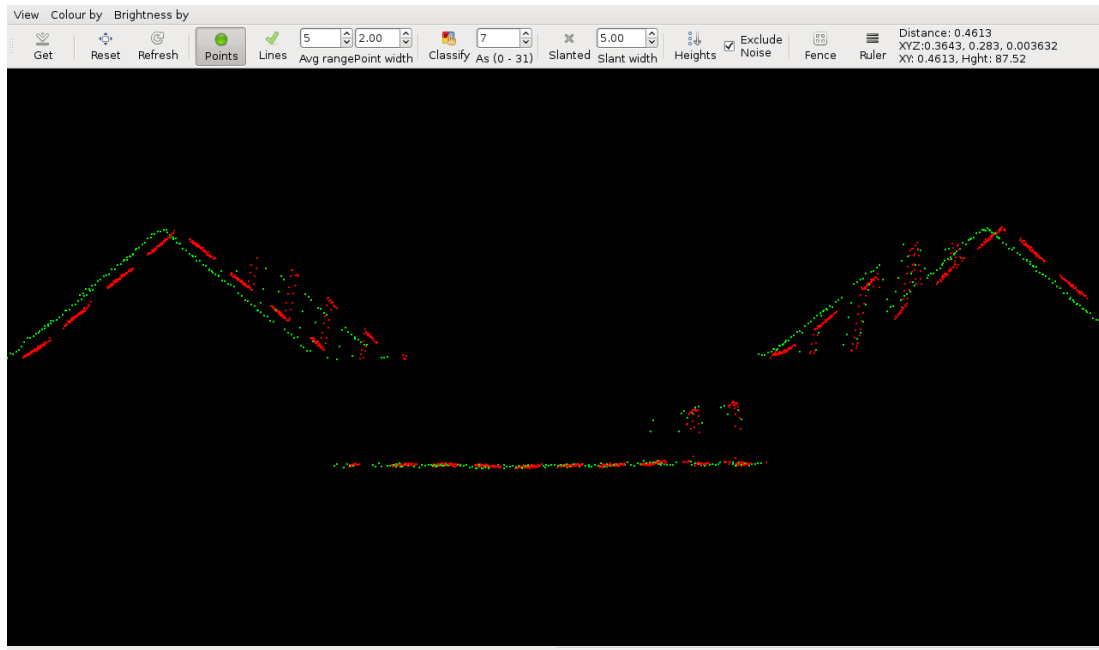 View Colour by Brightness by
Get Reset Refresh Points Lines 5 2.00 Avg range Point width Classify 7 As (0 - 31) Slanted 5.00 Slant width Heights Exclude Noise Fence Ruler
Distance: 0.4613
XYZ:0.3643, 0.283, 0.003632
XY: 0.4613, Hght: 87.52